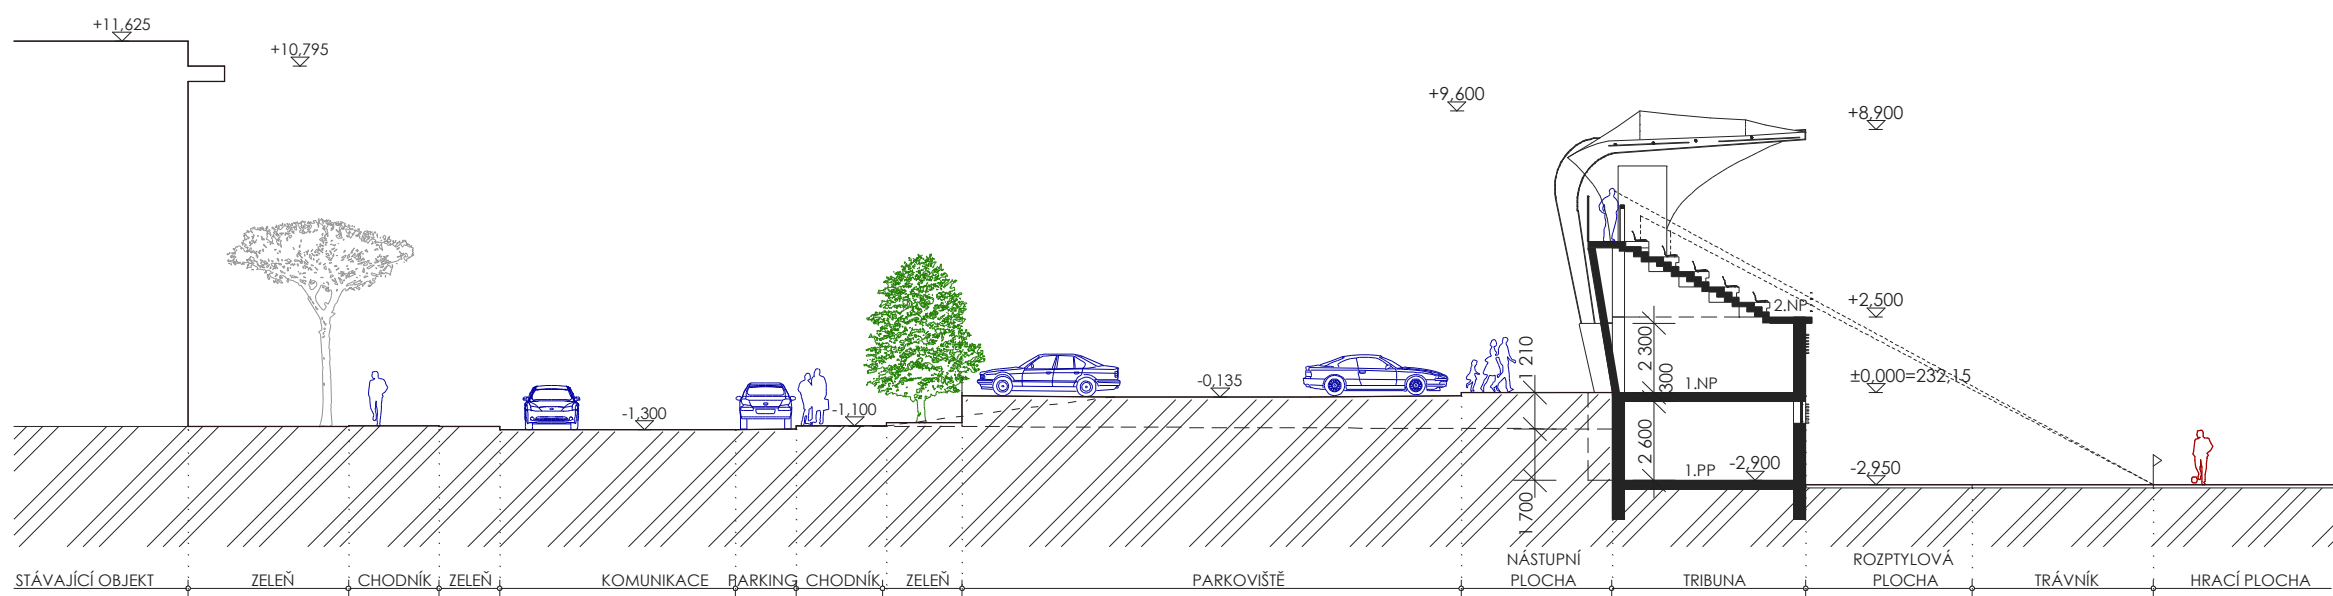 +11,625
+10,795
+9,600
+8,900
+2,500
±0,000=232,15
2.NP
2 300
1 210
300
1.NP
-0,135
-1,300
-1,100
2 600
1.PP
-2,900
-2,950
1 700
STÁVAJÍCÍ OBJEKT
ZELEŇ
CHODNÍK
ZELEŇ
KOMUNIKACE
PARKING
CHODNÍK
ZELEŇ
PARKOVIŠTĚ
NÁSTUPNÍ
PLOCHA
TRIBUNA
ROZPTYLOVÁ
PLOCHA
TRÁVNÍK
HRACÍ PLOCHA